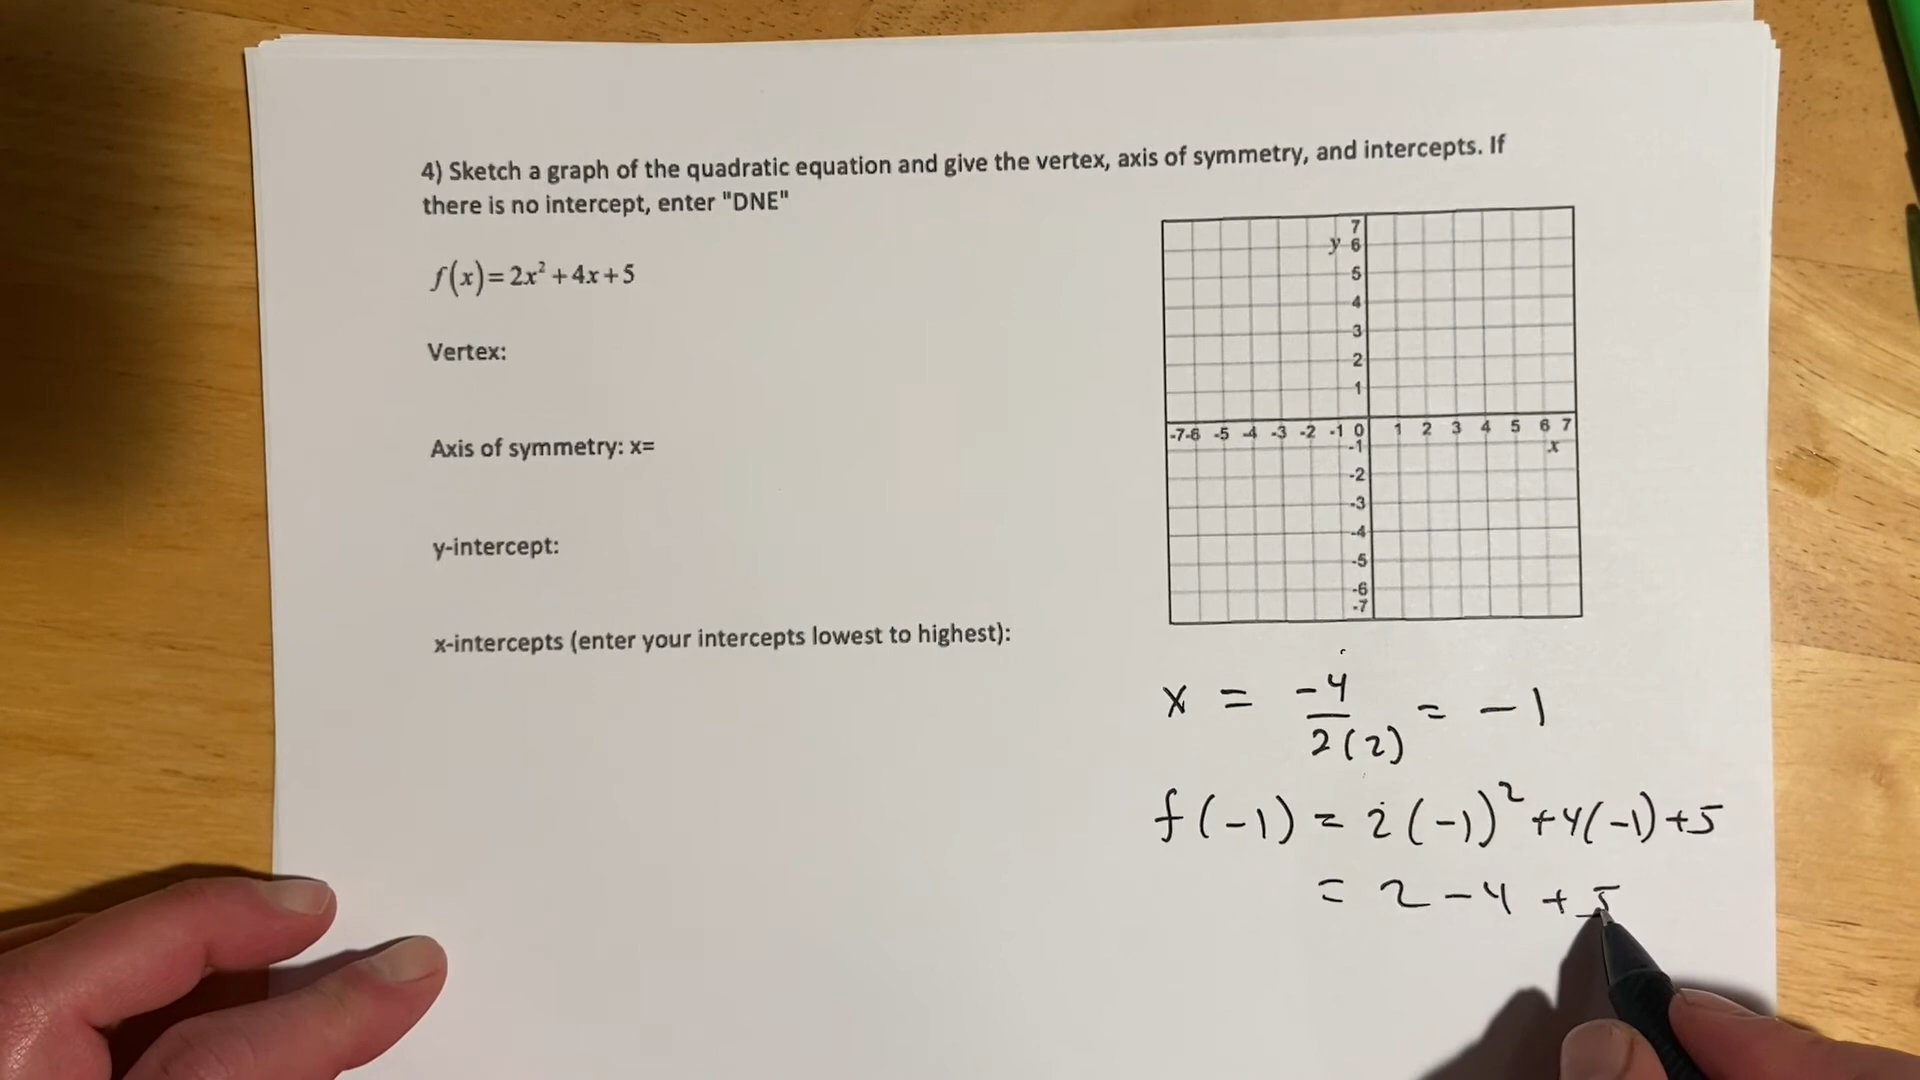 4) Sketch a graph of the quadratic equation and give the vertex, axis of symmetry, and intercepts. If
there is no intercept, enter "DNE"
f(x)=2x²+4x+5
Vertex:
Axis of symmetry: x=
y-intercept:
x-intercepts (enter your intercepts lowest to highest):
7
y 6
5
4
3
2
1
-7-6 -5 -4 -3 -2 -1 0 1 2 3 4 5 6 7
-1 x
-2
-3
-4
-5
-6
-7
x = -4/2(2) = -1
f(-1) = 2(-1)²+4(-1)+5
= 2-4+5